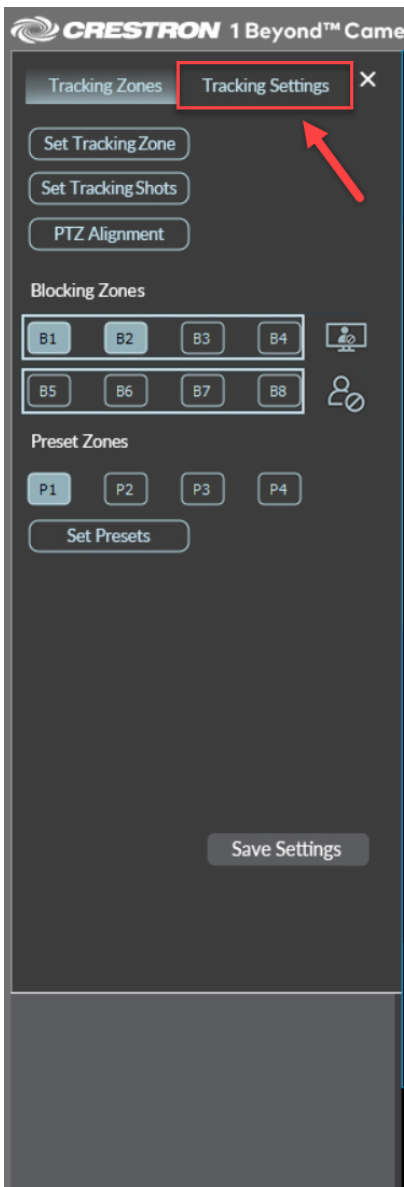 CRESTRON 1 Beyond™ Came
Tracking Zones Tracking Settings ×
Set Tracking Zone
Set Tracking Shots
PTZ Alignment
Blocking Zones
B1 B2 B3 B4
B5 B6 B7 B8
Preset Zones
P1 P2 P3 P4
Set Presets
Save Settings